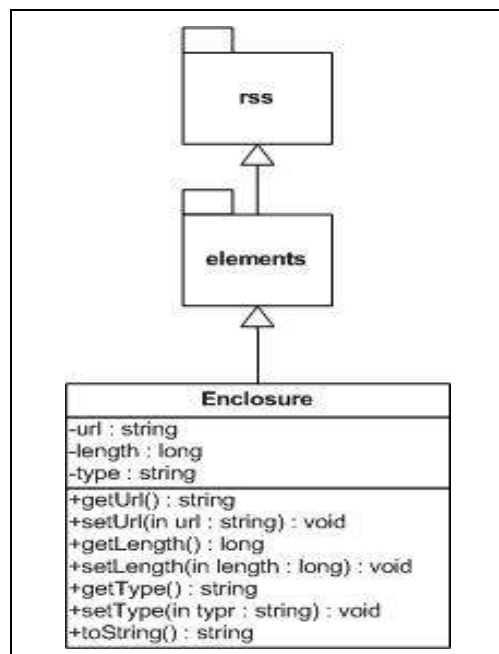 rss
elements
Enclosure
-url : string
-length : long
-type : string
+getUrl() : string
+setUrl(in url : string) : void
+getLength() : long
+setLength(in length : long) : void
+getType() : string
+setType(in typr : string) : void
+toString() : string